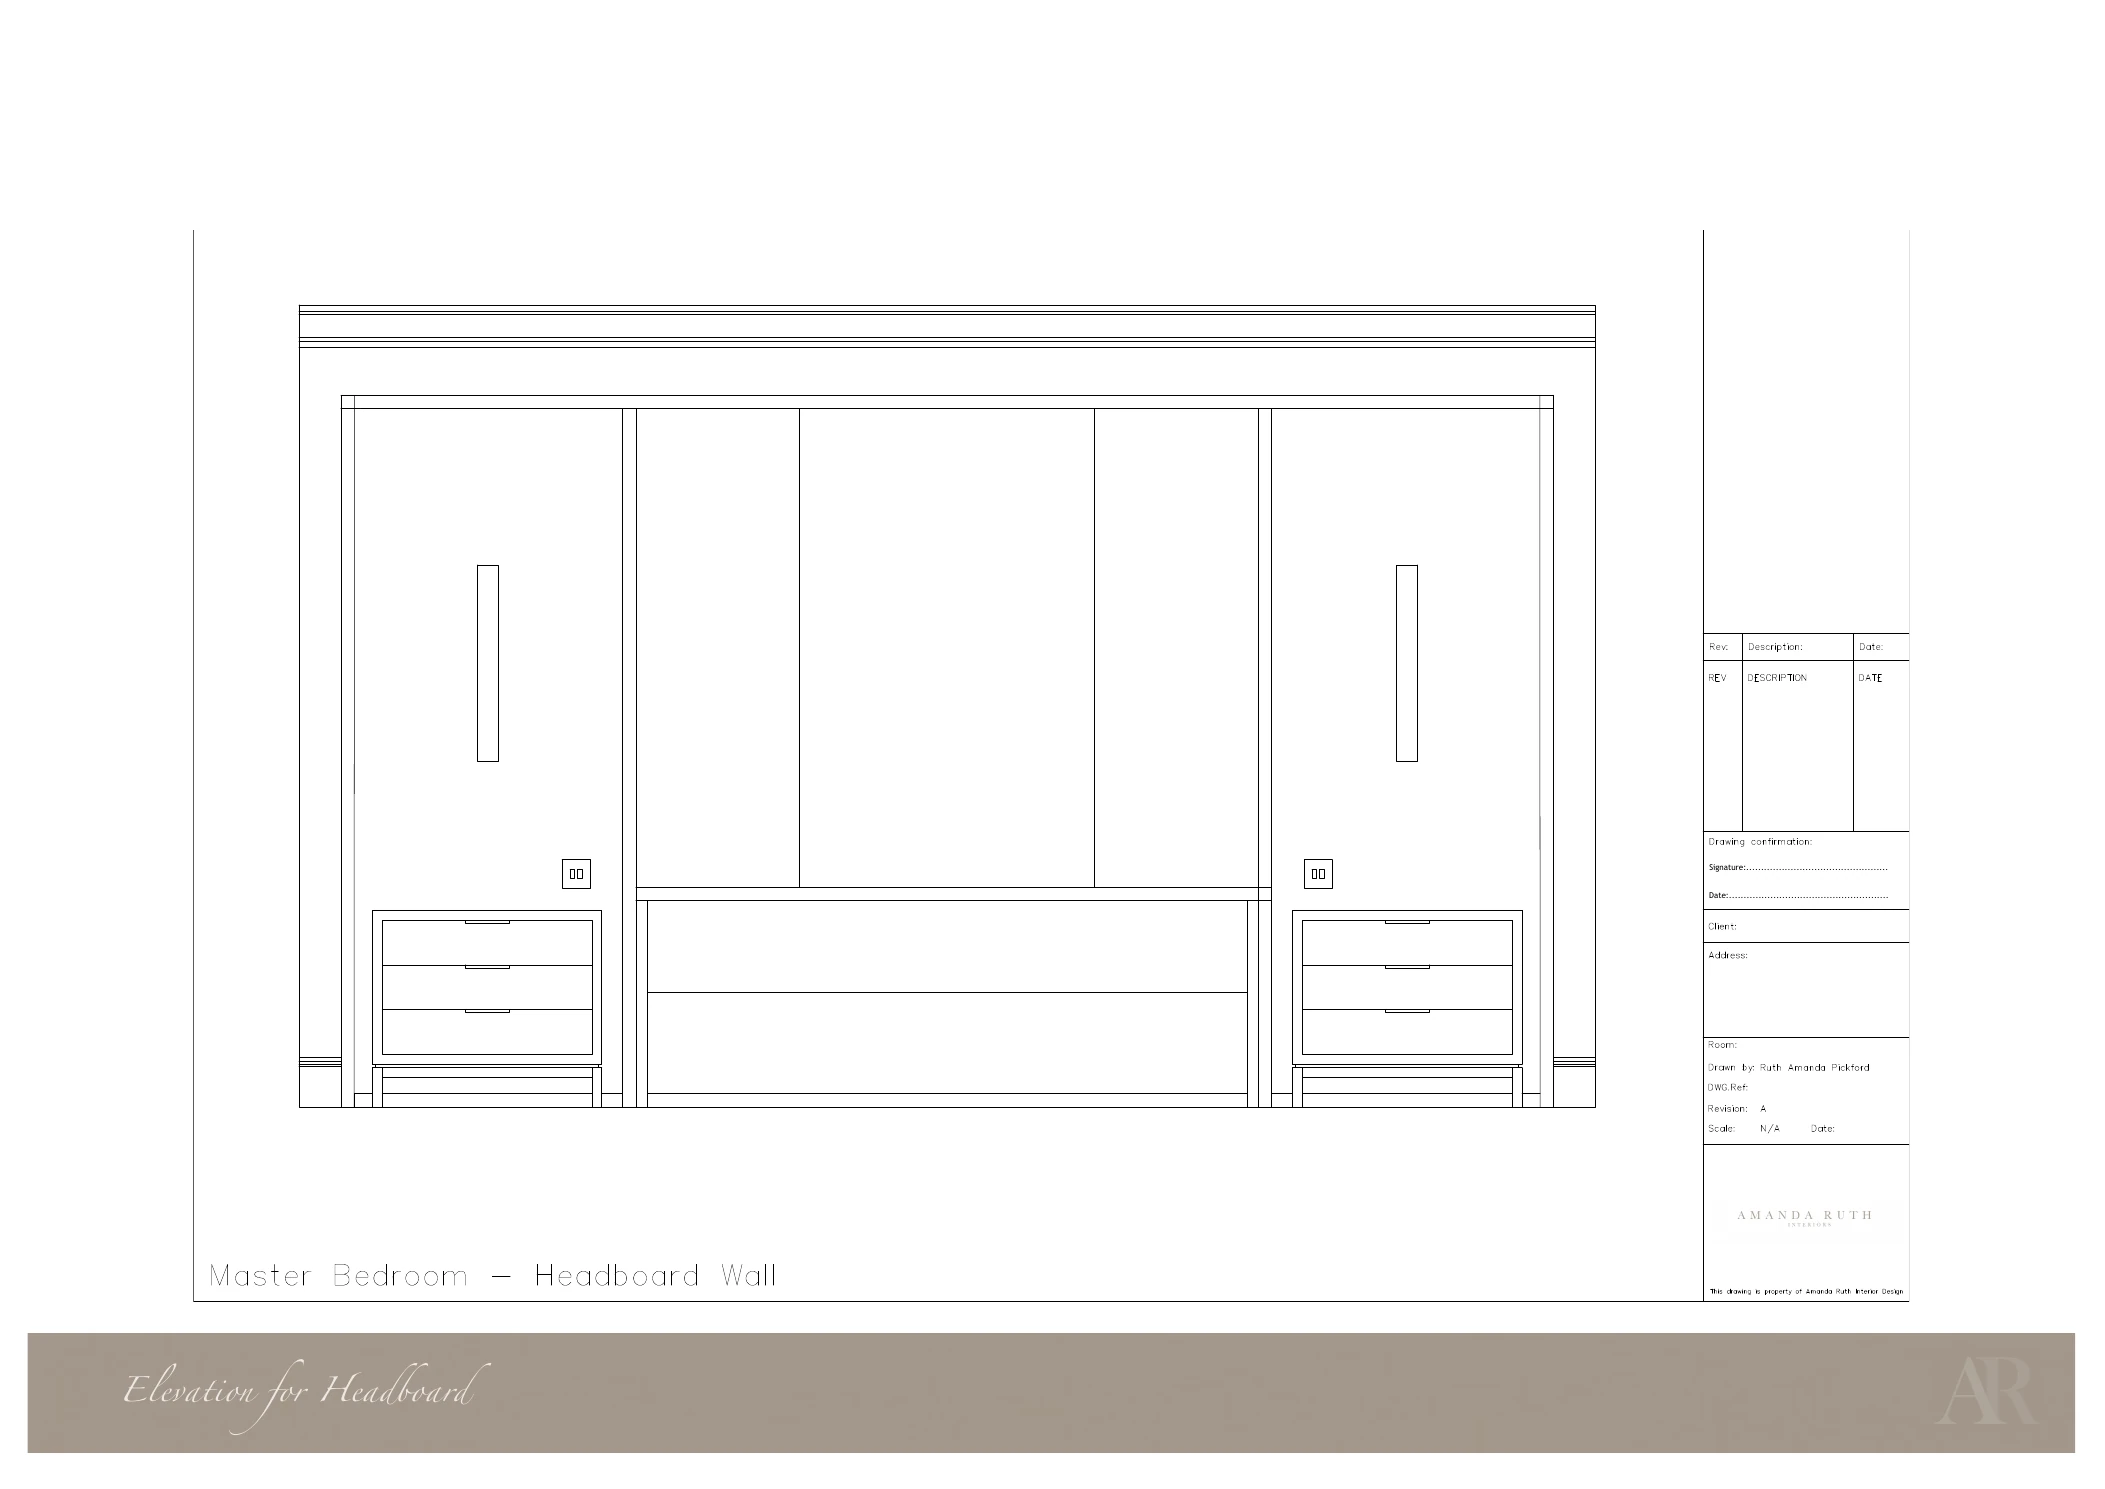 Rev: Description: Date:
REV DESCRIPTION DATE
Drawing confirmation:
Signature:
Date:
Client:
Address:
Room:
Drawn by: Ruth Amanda Pickford
DWG.Ref:
Revision: A
Scale: N/A Date:
AMANDA RUTH
INTERIORS
This drawing is property of Amanda Ruth Interior Design
Master Bedroom - Headboard Wall
Elevation for Headboard
AR